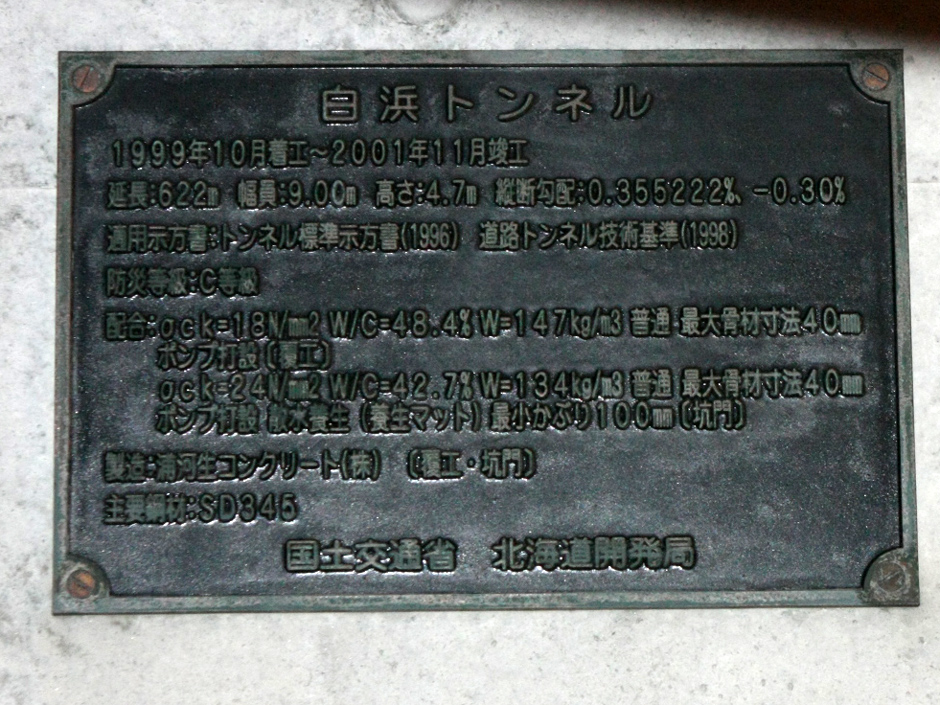 白浜トンネル
1999年10月着工～2001年11月竣工
延長:622m 幅員:9.00m 高さ:4.7m 縦断勾配:0.355222%、-0.30%
適用示方書:トンネル標準示方書(1996) 道路トンネル技術基準(1998)
防災等級:C等級
配合:σck=18N/mm2 W/C=48.4% W=147kg/m3 普通 最大骨材寸法40mm
ポンプ打設〔覆工〕
σck=24N/mm2 W/C=42.7% W=134kg/m3 普通 最大骨材寸法40mm
ポンプ打設 散水養生(養生マット)最小かぶり100mm〔坑門〕
製造:浦河生コンクリート(株) 〔覆工・坑門〕
主要鋼材:SD345
国土交通省 北海道開発局